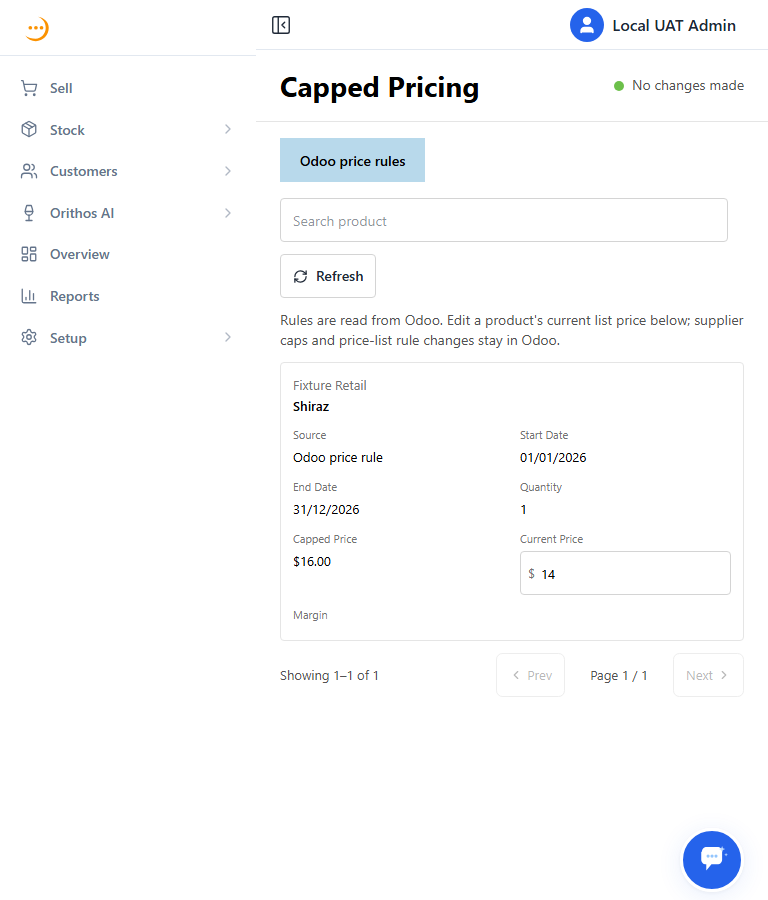 Local UAT Admin
Sell
Stock
Customers
Orithos AI
Overview
Reports
Setup
Capped Pricing
No changes made
Odoo price rules
Search product
Refresh
Rules are read from Odoo. Edit a product's current list price below; supplier
caps and price-list rule changes stay in Odoo.
Fixture Retail
Shiraz
Source
Start Date
Odoo price rule
01/01/2026
End Date
Quantity
31/12/2026
1
Capped Price
Current Price
$16.00
$ 14
Margin
Showing 1–1 of 1
Prev
Page 1 / 1
Next